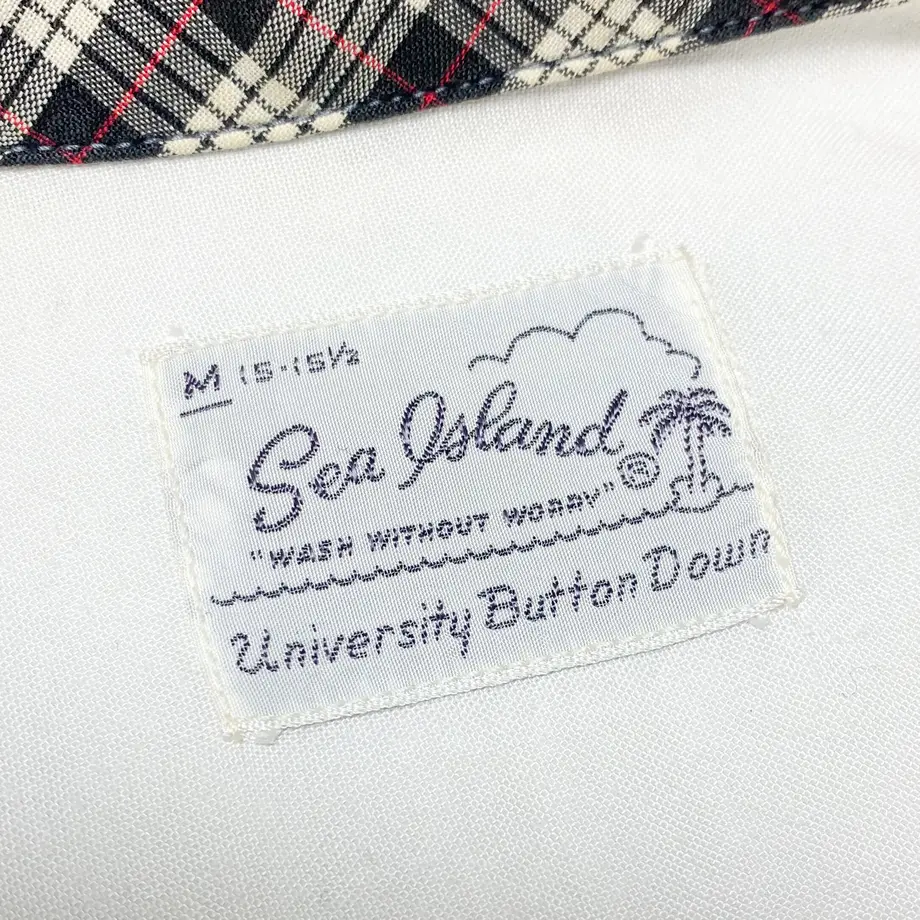 M 15-15½
Sea Island ®
"WASH WITHOUT WORRY"
University Button Down